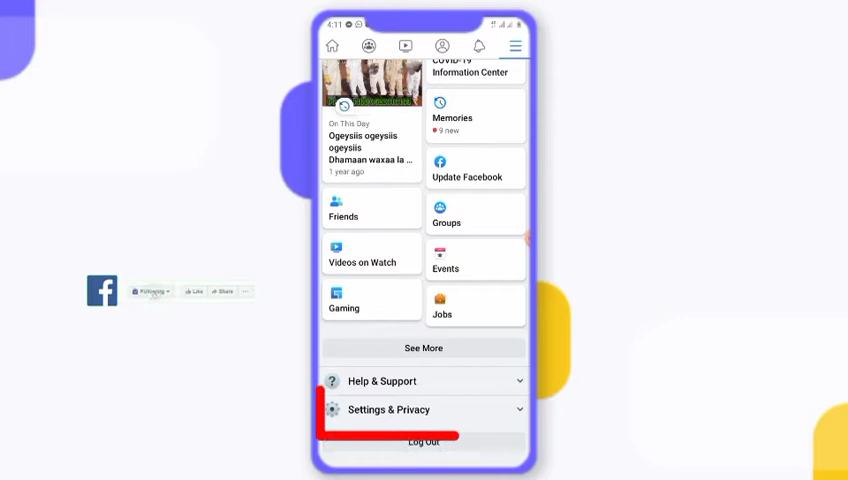 4:11
COVID-19
Information Center
On This Day
Ogeysiis ogeysiis
ogeysiis
Dhamaan waxaa la ...
1 year ago
Memories
9 new
Update Facebook
Friends
Groups
Videos on Watch
Events
Gaming
Jobs
See More
Help & Support
Settings & Privacy
Log Out
f
Following
Like
Share